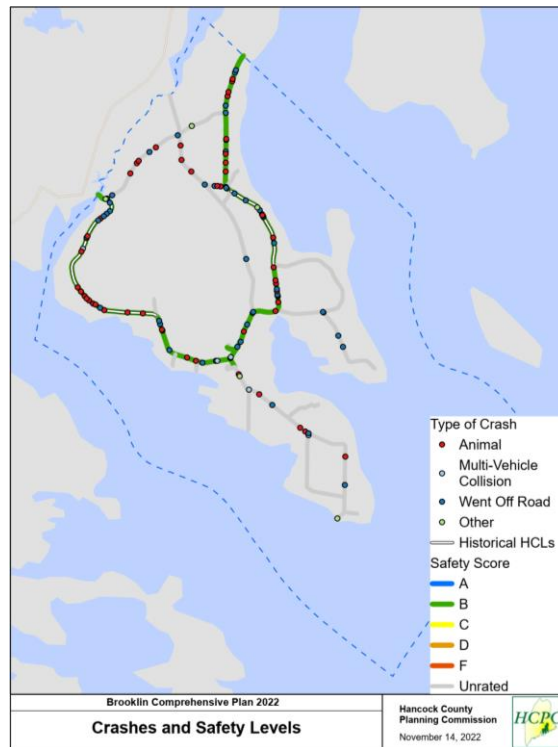 Type of Crash
Animal
Multi-Vehicle
Collision
Went Off Road
Other
Historical HCLs
Safety Score
A
B
C
D
F
Unrated
Brooklin Comprehensive Plan 2022
Crashes and Safety Levels
Hancock County
Planning Commission
November 14, 2022
HCPC